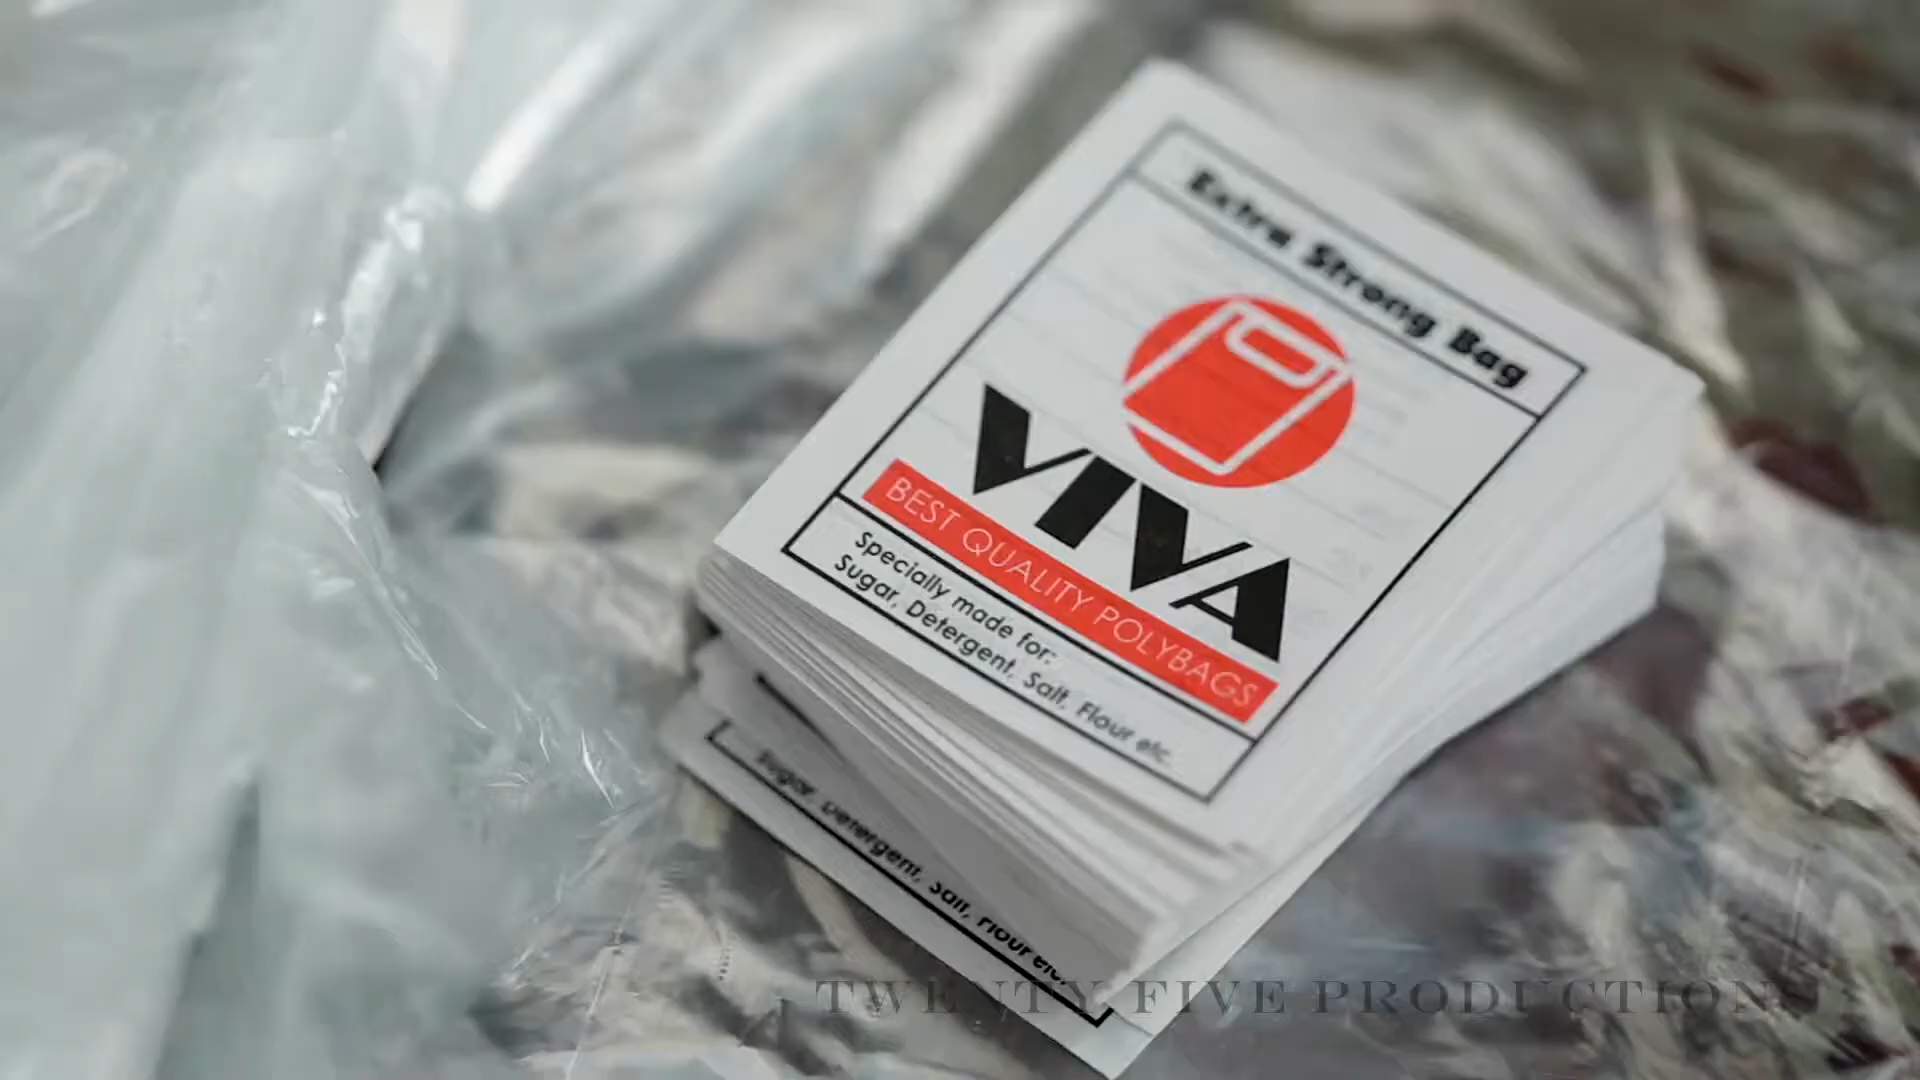 Extra Strong Bag
VIVA
BEST QUALITY POLYBAGS
Specially made for:
Sugar, Detergent, Salt, Flour etc.
Sugar, Detergent, Salt, Flour etc.
TWENTY FIVE PRODUCTIONS